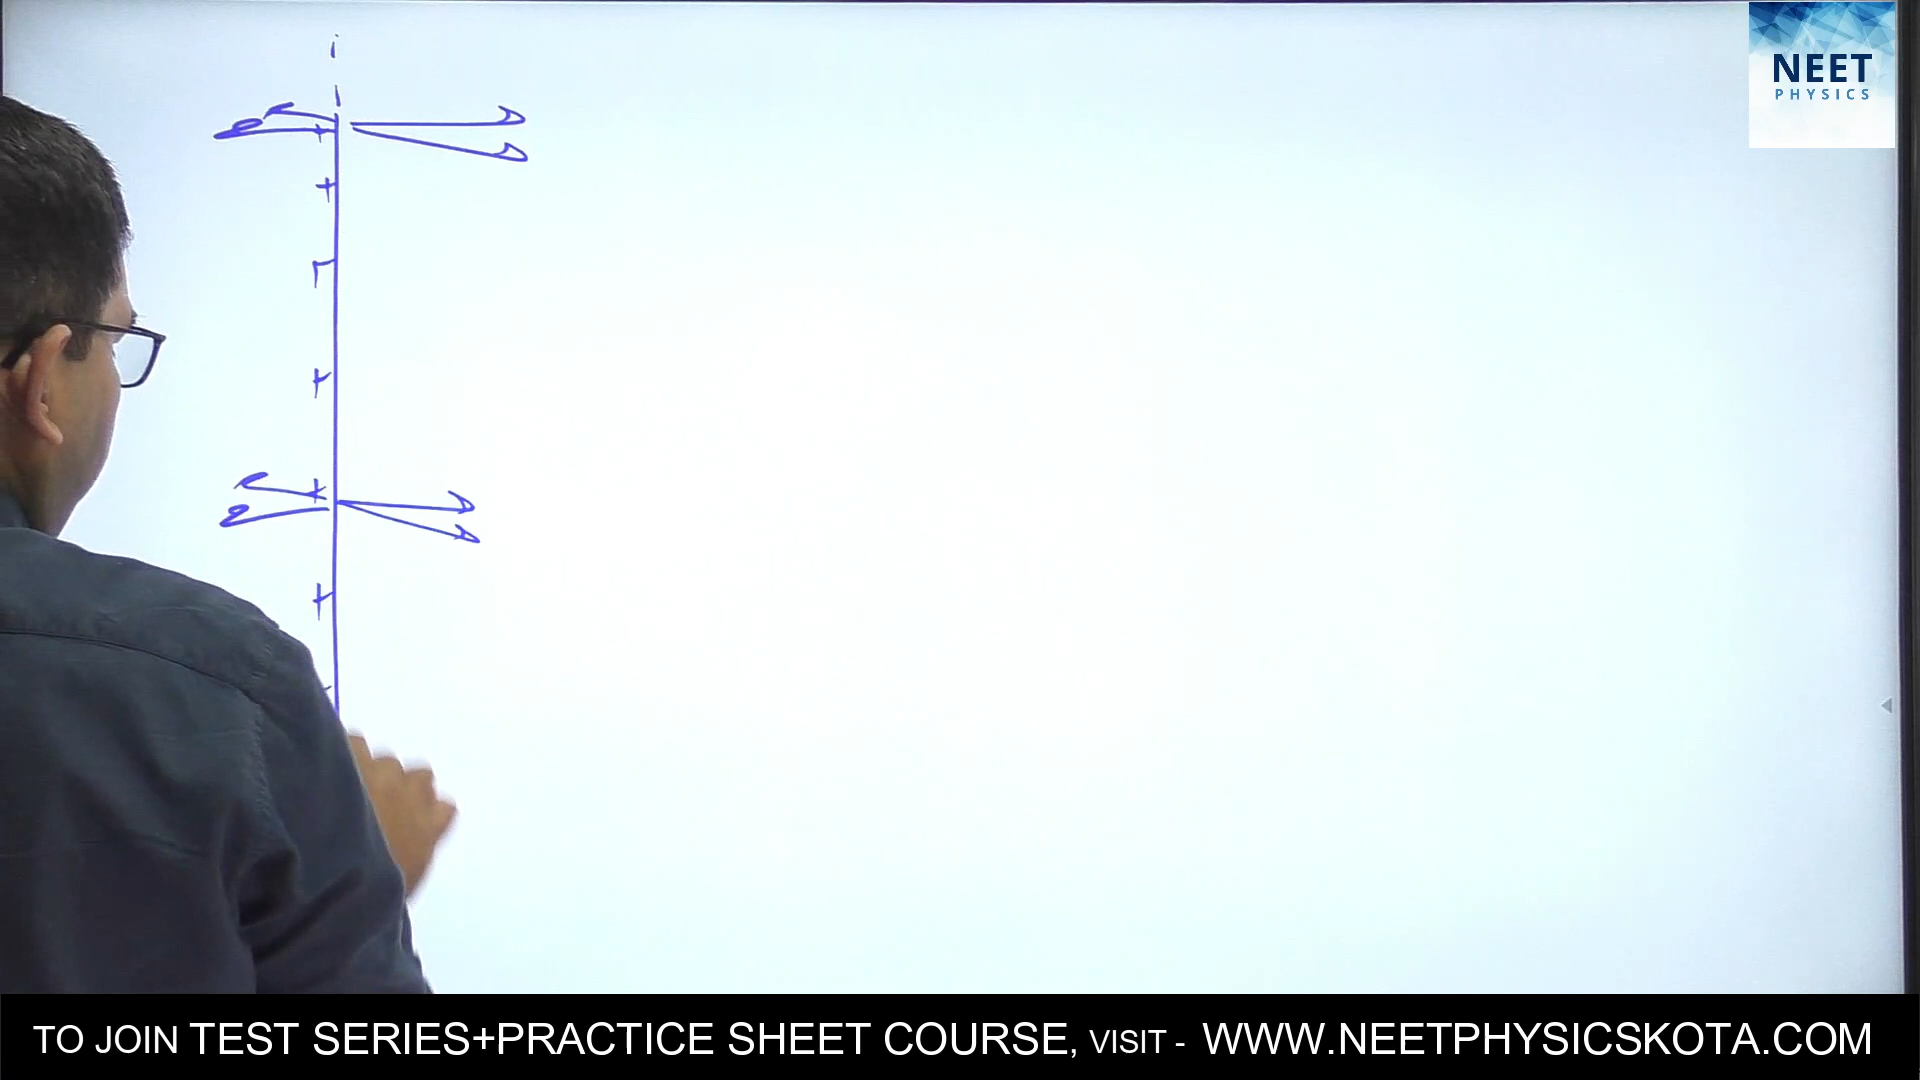 NEET
PHYSICS
+
+
+
+
+
TO JOIN TEST SERIES+PRACTICE SHEET COURSE, VISIT - WWW.NEETPHYSICSKOTA.COM